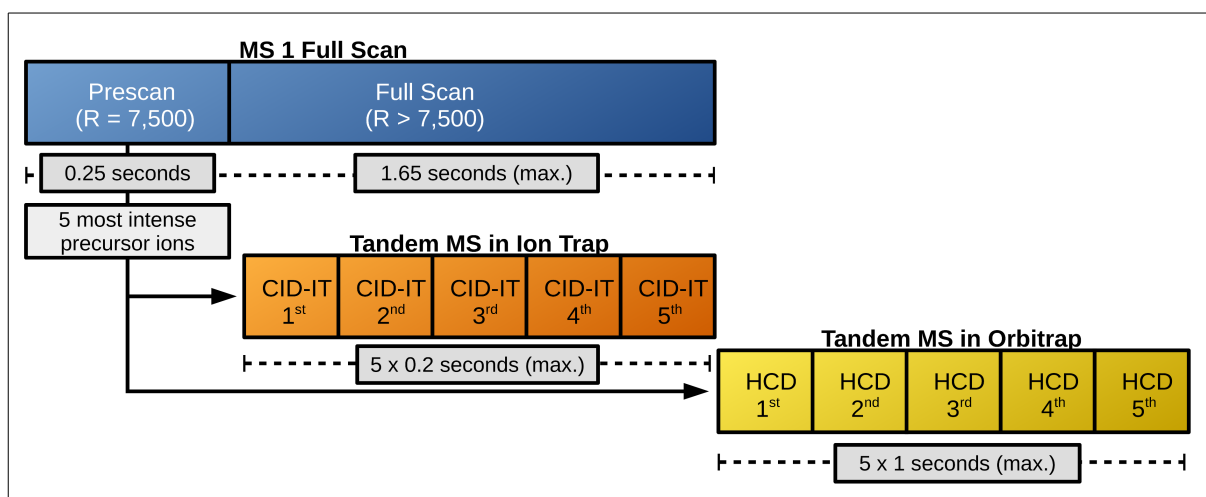 MS 1 Full Scan
Prescan
(R = 7,500)
Full Scan
(R > 7,500)
0.25 seconds
1.65 seconds (max.)
5 most intense
precursor ions
Tandem MS in Ion Trap
CID-IT
1st
CID-IT
2nd
CID-IT
3rd
CID-IT
4th
CID-IT
5th
5 x 0.2 seconds (max.)
Tandem MS in Orbitrap
HCD
1st
HCD
2nd
HCD
3rd
HCD
4th
HCD
5th
5 x 1 seconds (max.)